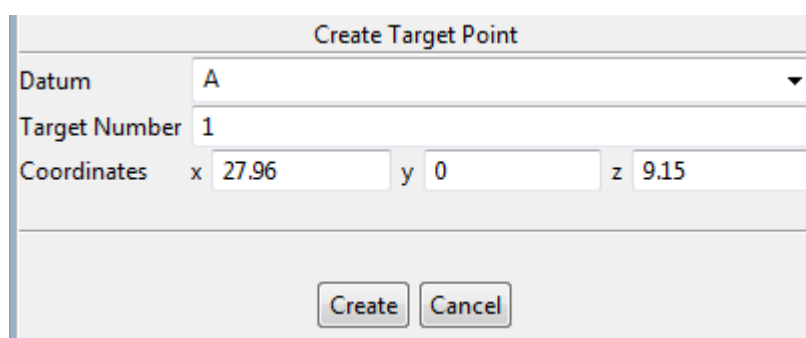 Create Target Point
Datum A
Target Number 1
Coordinates x 27.96 y 0 z 9.15
Create Cancel